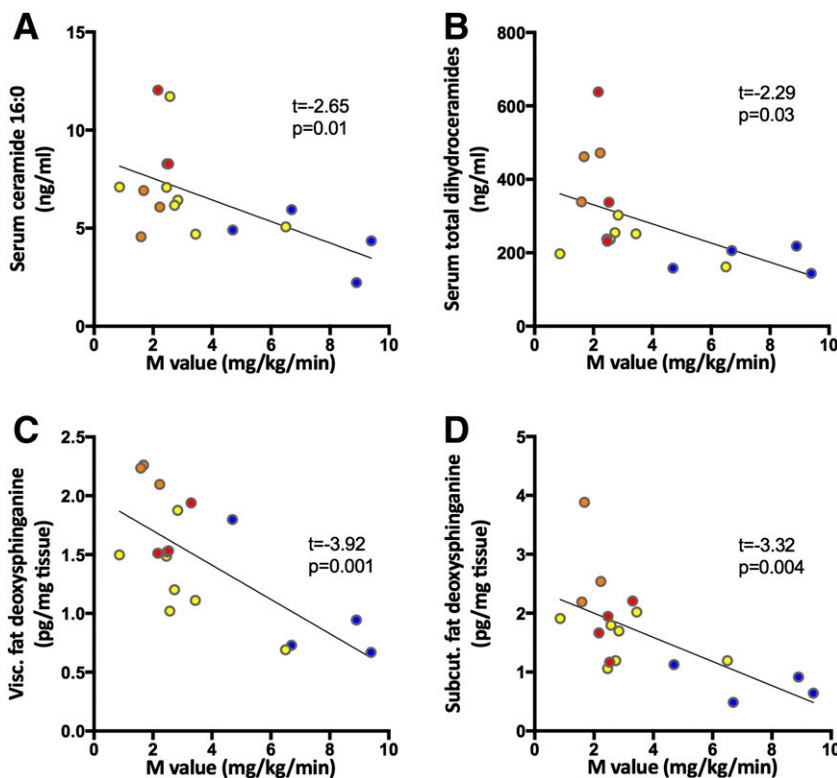 A
Serum ceramide 16:0
(ng/ml)
15
10
5
0
t=-2.65
p=0.01
0 2 4 6 8 10
M value (mg/kg/min)
B
Serum total dihydroceramides
(ng/ml)
800
600
400
200
0
t=-2.29
p=0.03
0 2 4 6 8 10
M value (mg/kg/min)
C
Visc. fat deoxysphinganine
(pg/mg tissue)
2.5
2.0
1.5
1.0
0.5
0.0
t=-3.92
p=0.001
0 2 4 6 8 10
M value (mg/kg/min)
D
Subcut. fat deoxysphinganine
(pg/mg tissue)
5
4
3
2
1
0
t=-3.32
p=0.004
0 2 4 6 8 10
M value (mg/kg/min)